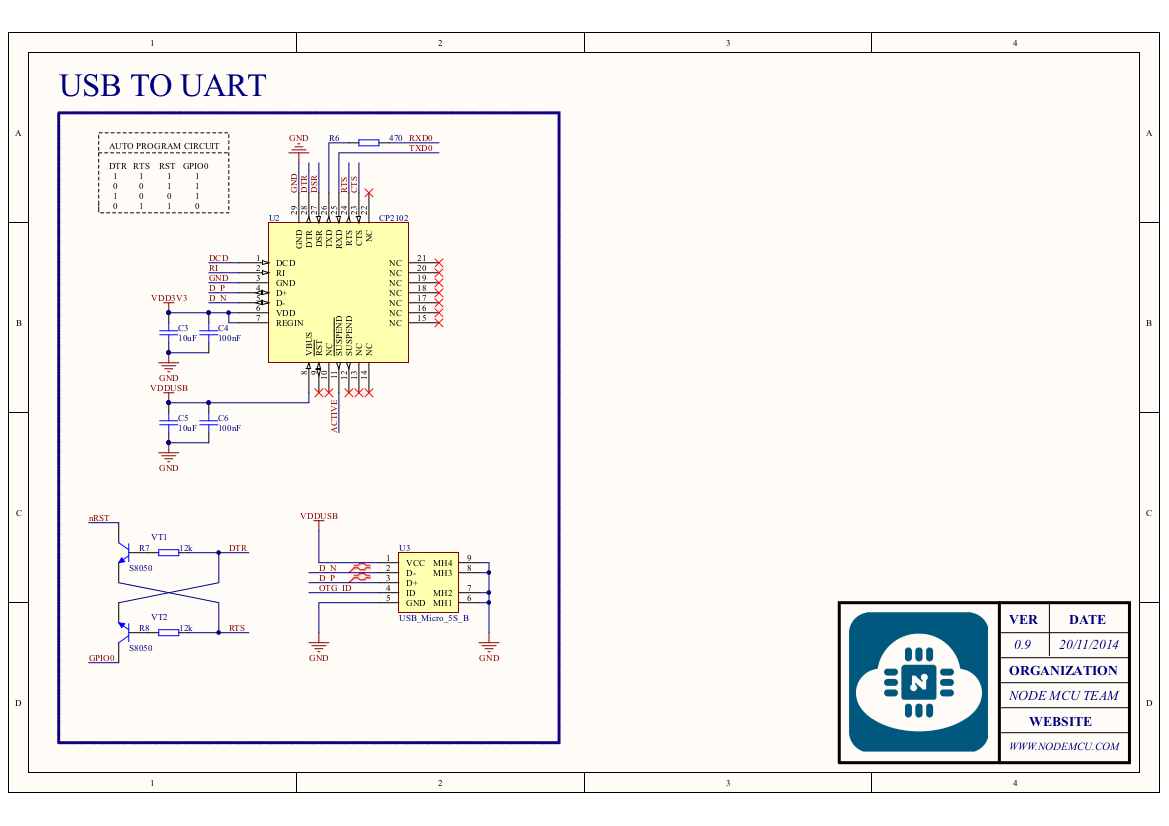 1 2 3 4
USB TO UART
A A
AUTO PROGRAM CIRCUIT
DTR RTS RST GPIO0
1 1 1 1
0 0 1 1
1 0 1 1
0 1 1 0
GND
R6 470 RXD0
TXD0
GND DTR DSR RTS CTS
29 28 27 26 25 24 23 22
U2 CP2102
GND DTR DSR TXD RXD RTS CTS NC
DCD 1 DCD NC 21
RI 2 RI NC 20
GND 3 GND NC 19
D_P 4 D+ NC 18
D_N 5 D- NC 17
6 VDD NC 16
7 REGIN NC 15
VDD3V3
B B
C3 C4
10uF 100nF
VBUS RST NC SUSPEND SUSPEND NC NC
8 9 10 11 12 13 14
GND
VDDUSB
ACTIVE
C5 C6
10uF 100nF
GND
C C
nRST
VT1
R7 12k DTR
S8050
VT2
R8 12k RTS
S8050
GPIO0
VDDUSB
U3
1 VCC MH4 9
D_N 2 D- MH3 8
D_P 3 D+
OTG_ID 4 ID MH2 7
5 GND MH1 6
USB_Micro_5S_B
GND GND
VER DATE
0.9 20/11/2014
ORGANIZATION
NODE MCU TEAM
WEBSITE
WWW.NODEMCU.COM
N
D D
1 2 3 4